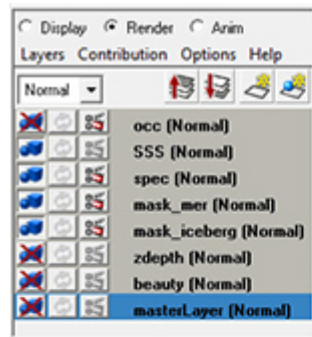 Display Render Anim
Layers Contribution Options Help
Normal
occ (Normal)
SSS (Normal)
spec (Normal)
mask_mer (Normal)
mask_iceberg (Normal)
zdepth (Normal)
beauty (Normal)
masterLayer (Normal)